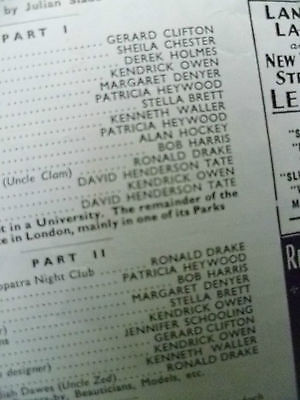 by Julian Slade
PART I
GERARD CLIFTON
SHEILA CHESTER
DEREK HOLMES
KENDRICK OWEN
MARGARET DENYER
PATRICIA HEYWOOD
STELLA BRETT
KENNETH WALLER
PATRICIA HEYWOOD
ALAN HOCKEY
BOB HARRIS
(Uncle Clam) RONALD DRAKE
DAVID HENDERSON TATE
KENDRICK OWEN
DAVID HENDERSON TATE
in a University. The remainder of the
in London, mainly in one of its Parks
PART II
opatra Night Club RONALD DRAKE
PATRICIA HEYWOOD
BOB HARRIS
MARGARET DENYER
STELLA BRETT
KENDRICK OWEN
JENNIFER SCHOOLING
GERARD CLIFTON
designer) KENDRICK OWEN
KENNETH WALLER
Dawes (Uncle Zed) RONALD DRAKE
Beauticians, Models, etc.
LAN
LA
NEW
ST
LE
"S
"SL